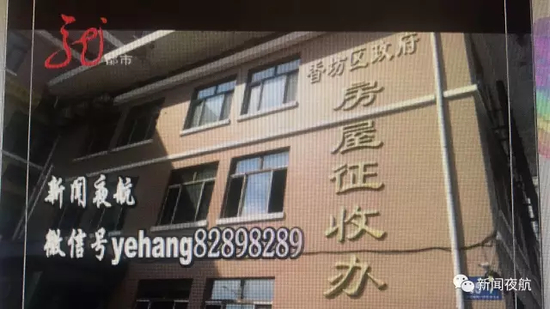 龙
都市
香坊区政府
房屋征收办
新闻夜航
微信号yehang82898289
新闻夜航